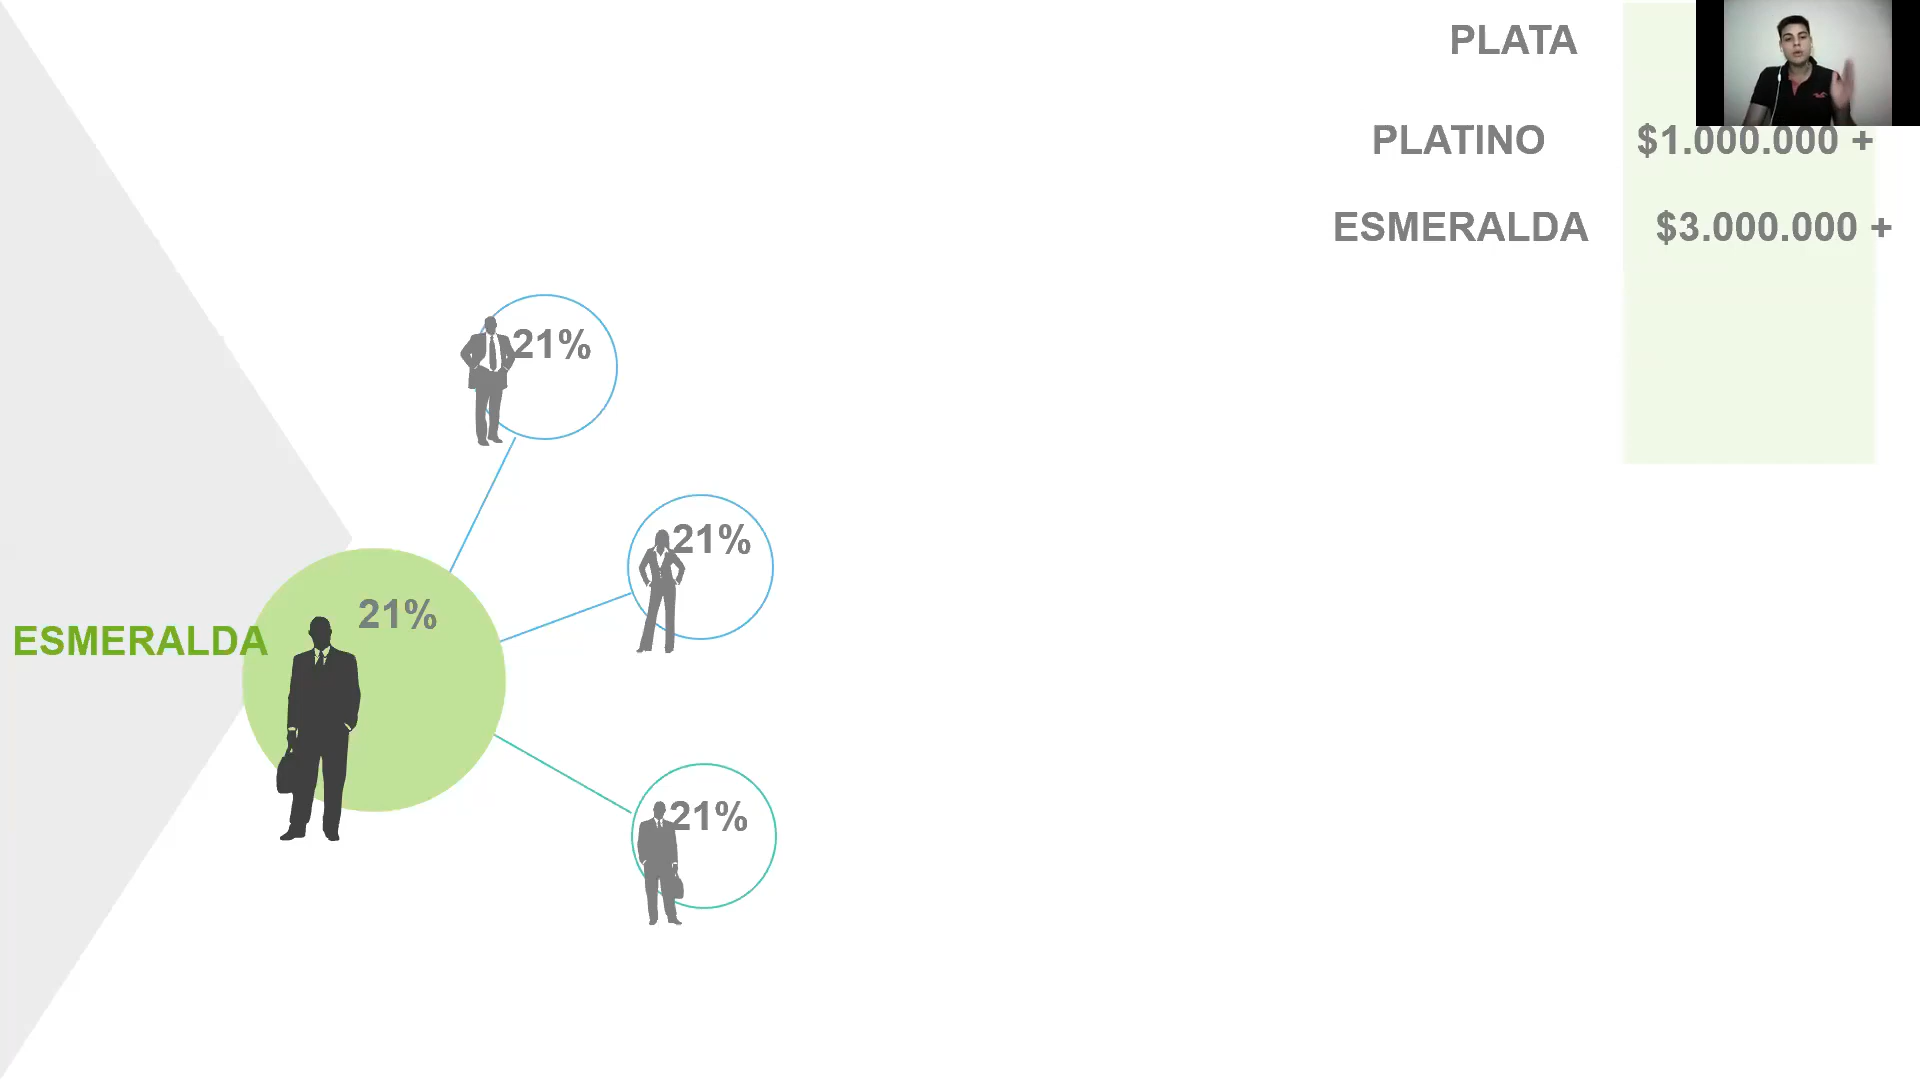 PLATA
PLATINO $1.000.000 +
ESMERALDA $3.000.000 +
21%
21%
21%
ESMERALDA
21%